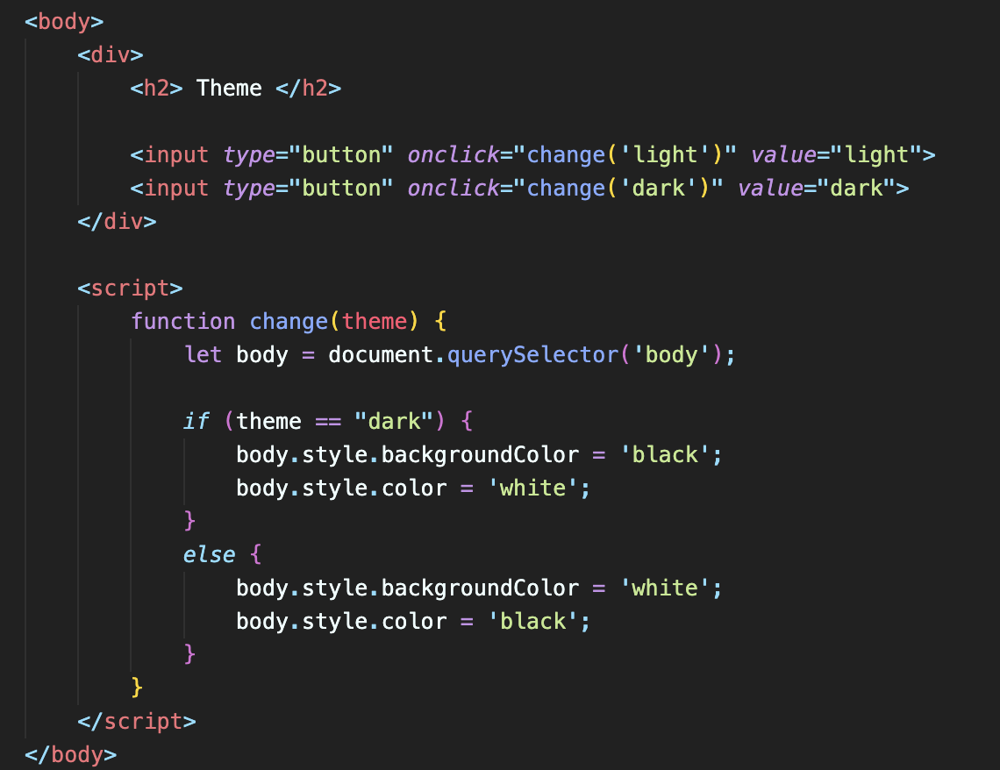 <body>
    <div>
        <h2> Theme </h2>

        <input type="button" onclick="change('light')" value="light">
        <input type="button" onclick="change('dark')" value="dark">
    </div>

    <script>
        function change(theme) {
            let body = document.querySelector('body');

            if (theme == "dark") {
                body.style.backgroundColor = 'black';
                body.style.color = 'white';
            }
            else {
                body.style.backgroundColor = 'white';
                body.style.color = 'black';
            }
        }
    </script>
</body>